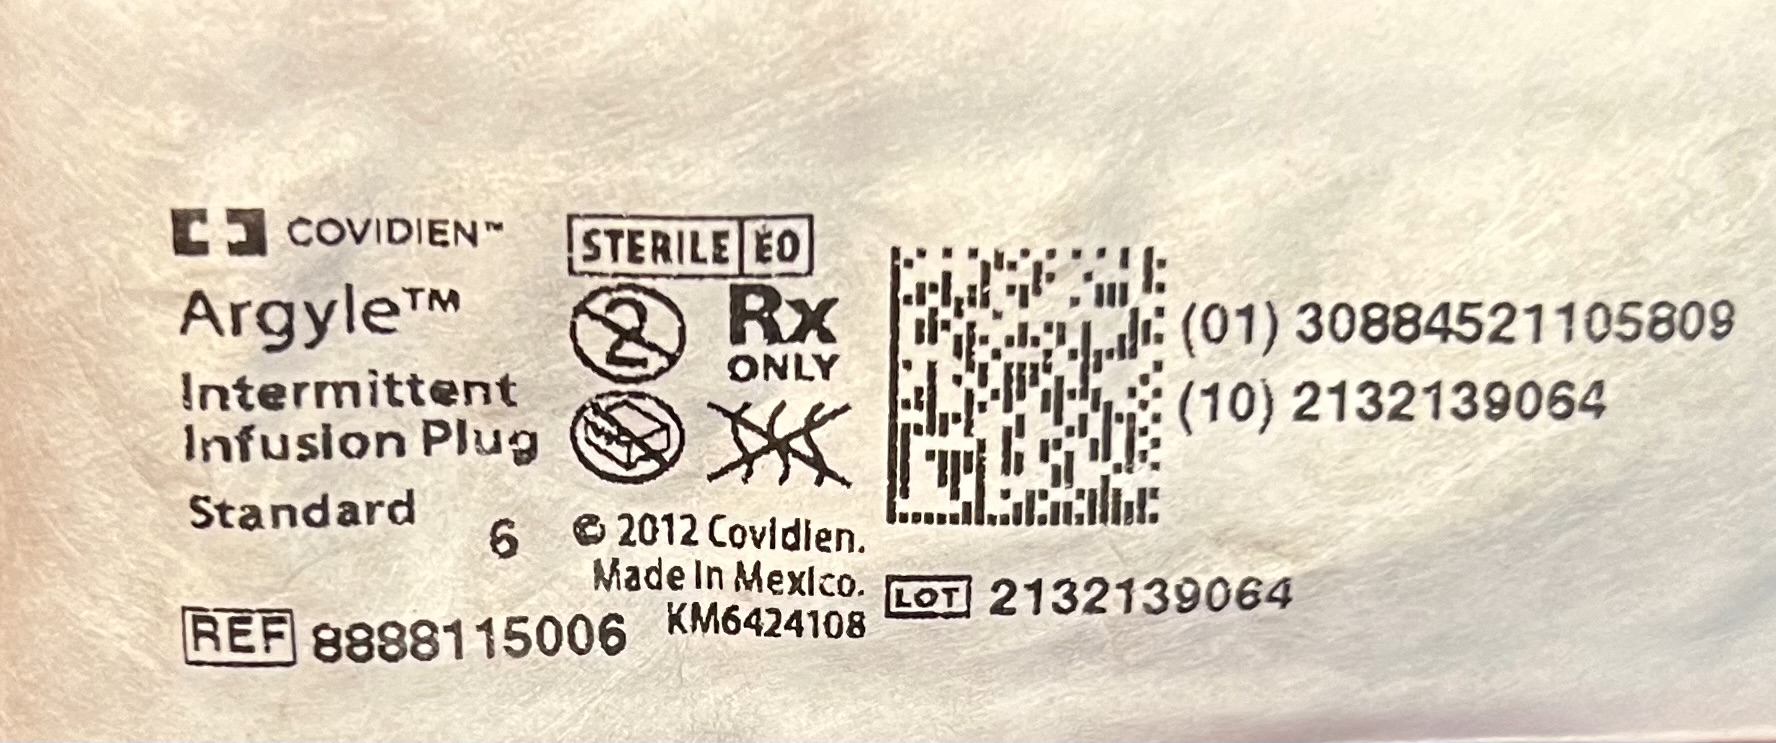 COVIDIEN™
Argyle™
Intermittent
Infusion Plug
Standard
6
REF 8888115006
STERILE EO
2
Rx
ONLY
© 2012 Covidien.
Made in Mexico.
KM6424108
(01) 30884521105809
(10) 2132139064
LOT 2132139064